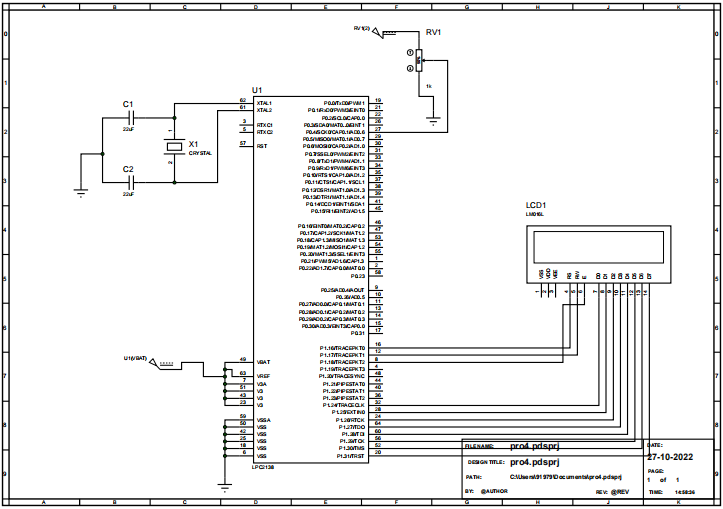 A B C D E F G H J K
0 0
1 1
2 2
3 3
4 4
5 5
6 6
7 7
8 8
9 9
RV1(2)
RV1
1k
U1
C1
22uF
C2
22uF
X1
CRYSTAL
1
2
62 XTAL1
61 XTAL2
3 RTXC1
5 RTXC2
57 RST
P0.0/TxD0/PWM1 19
P0.1/RxD0/PWM3/EINT0 21
P0.2/SCL0/CAP0.0 22
P0.3/SDA0/MAT0.0/EINT1 26
P0.4/SCK0/CAP0.1/AD0.6 27
P0.5/MISO0/MAT0.1/AD0.7 29
P0.6/MOSI0/CAP0.2/AD1.0 30
P0.7/SSEL0/PWM2/EINT2 31
P0.8/TxD1/PWM4/AD1.1 33
P0.9/RxD1/PWM6/EINT3 34
P0.10/RTS1/CAP1.0/AD1.2 35
P0.11/CTS1/CAP1.1/SCL1 37
P0.12/DSR1/MAT1.0/AD1.3 38
P0.13/DTR1/MAT1.1/AD1.4 39
P0.14/DCD1/EINT1/SDA1 41
P0.15/RI1/EINT2/AD1.5 45
P0.16/EINT0/MAT0.2/CAP0.2 46
P0.17/CAP1.2/SCK1/MAT1.2 47
P0.18/CAP1.3/MISO1/MAT1.3 53
P0.19/MAT1.2/MOSI1/CAP1.2 54
P0.20/MAT1.3/SSEL1/EINT3 55
P0.21/PWM5/AD1.6/CAP1.3 1
P0.22/AD1.7/CAP0.0/MAT0.0 2
P0.23 58
P0.25/AD0.4/AOUT 9
P0.26/AD0.5 10
P0.27/AD0.0/CAP0.1/MAT0.1 11
P0.28/AD0.1/CAP0.2/MAT0.2 13
P0.29/AD0.2/CAP0.3/MAT0.3 14
P0.30/AD0.3/EINT3/CAP0.0 15
P0.31 17
P1.16/TRACEPKT0 16
P1.17/TRACEPKT1 12
P1.18/TRACEPKT2 8
P1.19/TRACEPKT3 4
P1.20/TRACESYNC 48
P1.21/PIPESTAT0 44
P1.22/PIPESTAT1 40
P1.23/PIPESTAT2 36
P1.24/TRACECLK 32
P1.25/EXTIN0 28
P1.26/RTCK 24
P1.27/TDO 64
P1.28/TDI 60
P1.29/TCK 56
P1.30/TMS 52
P1.31/TRST 20
U1(VBAT)
49 VBAT
63 VREF
7 V3A
51 V3
43 V3
23 V3
59 VSSA
50 VSS
42 VSS
25 VSS
18 VSS
6 VSS
LPC2138
LCD1
LM016L
VSS VDD VEE RS RW E D0 D1 D2 D3 D4 D5 D6 D7
1 2 3 4 5 6 7 8 9 10 11 12 13 14
FILE NAME: pro4.pdsprj
DESIGN TITLE: pro4.pdsprj
PATH: C:\Users\91979\Documents\pro4.pdsprj
BY: @AUTHOR REV: @REV
DATE:
27-10-2022
PAGE:
1 of 1
TIME: 14:58:36
A B C D E F G H J K